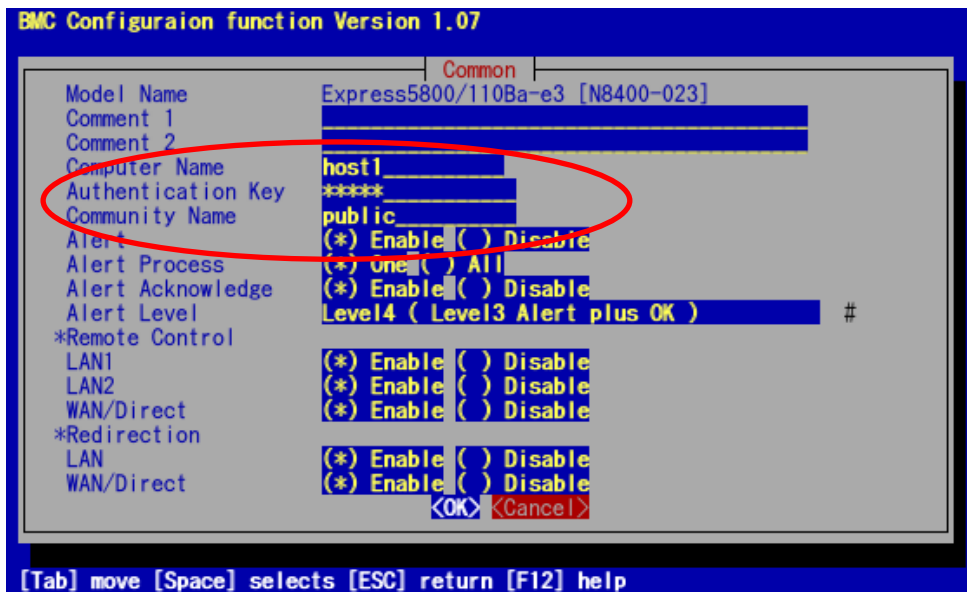 BMC Configuraion function Version 1.07
Common
Model Name Express5800/110Ba-e3 [N8400-023]
Comment 1
Comment 2
Computer Name host1
Authentication Key *****
Community Name public
Alert (*) Enable ( ) Disable
Alert Process (*) One ( ) All
Alert Acknowledge (*) Enable ( ) Disable
Alert Level Level4 ( Level3 Alert plus OK ) #
*Remote Control
LAN1 (*) Enable ( ) Disable
LAN2 (*) Enable ( ) Disable
WAN/Direct (*) Enable ( ) Disable
*Redirection
LAN (*) Enable ( ) Disable
WAN/Direct (*) Enable ( ) Disable
<OK> <Cancel>
[Tab] move [Space] selects [ESC] return [F12] help